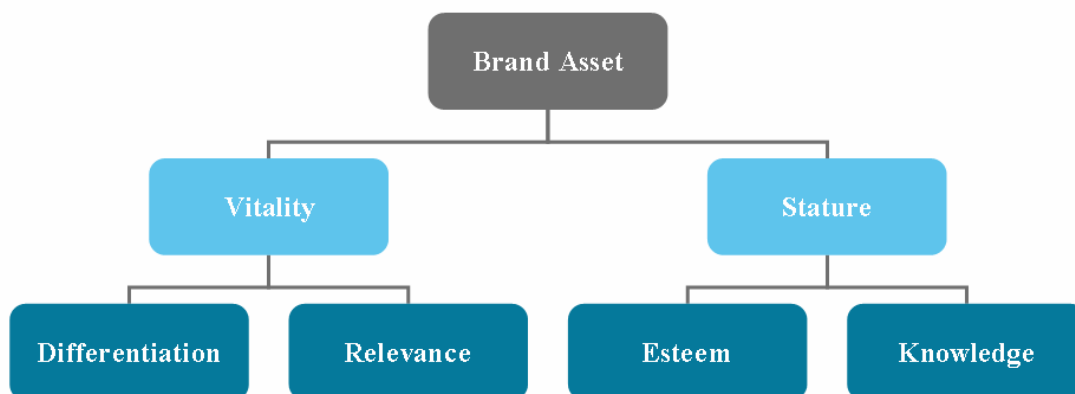 Brand Asset
Vitality
Stature
Differentiation
Relevance
Esteem
Knowledge